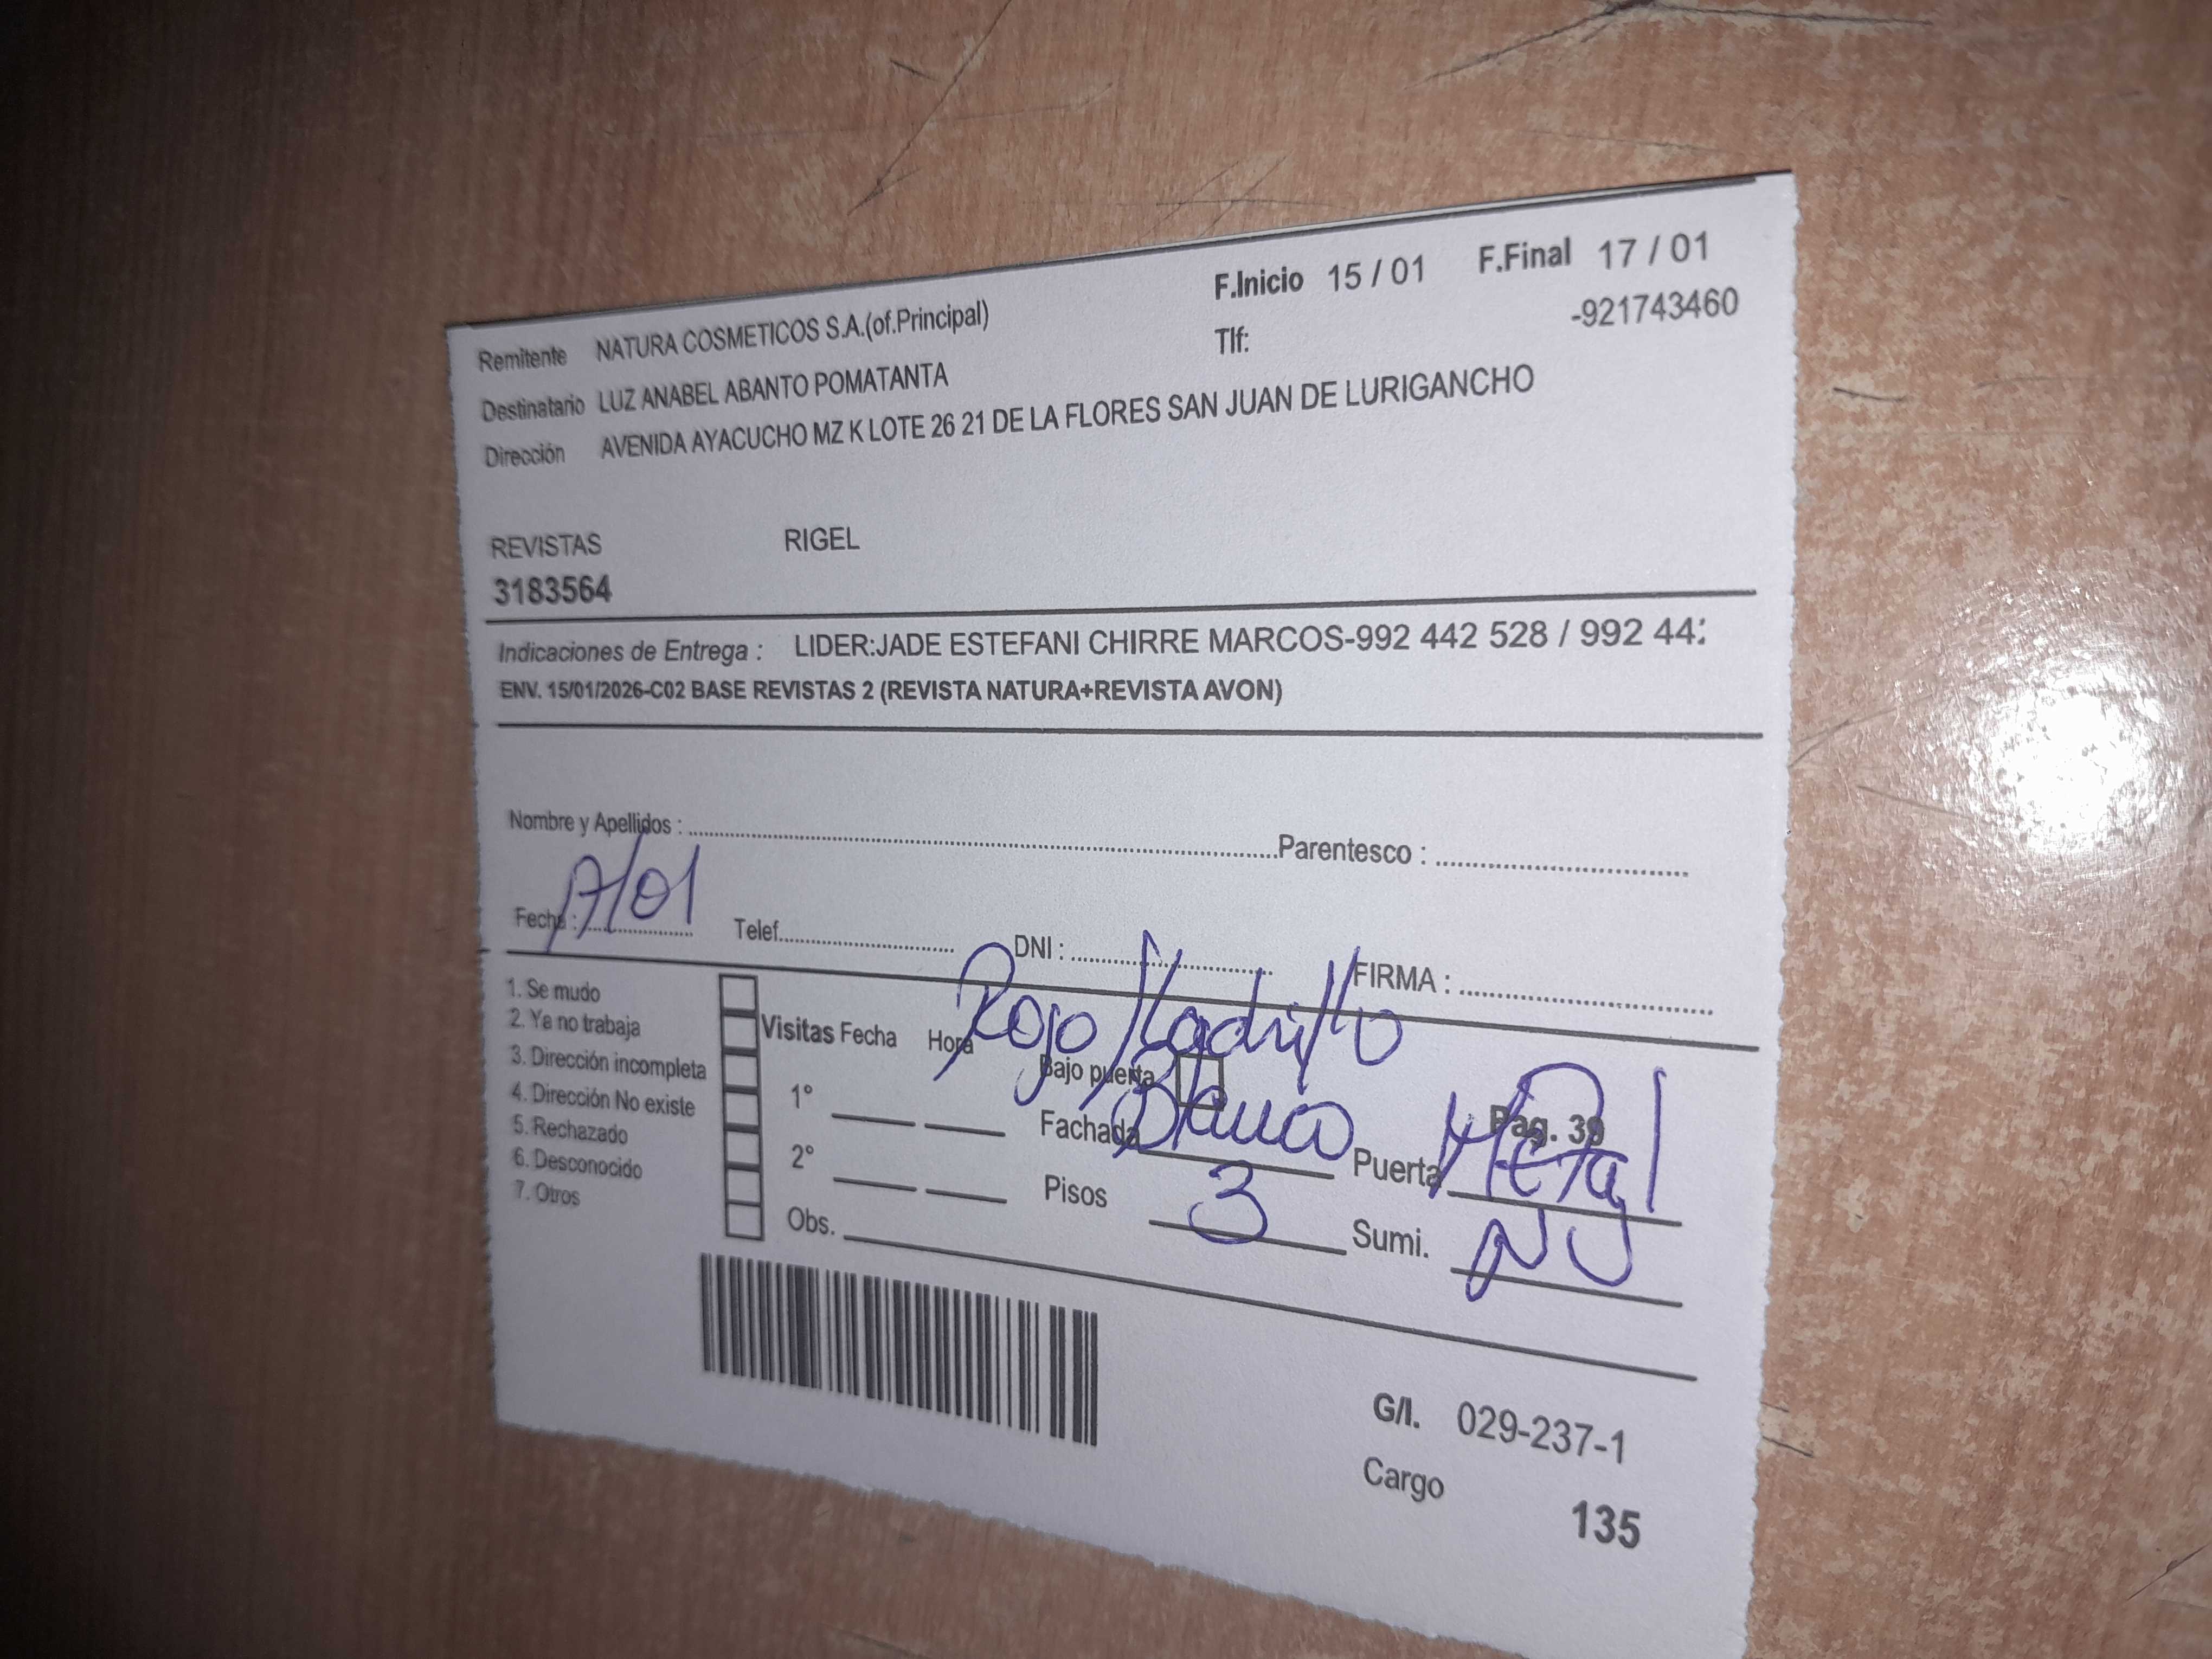 F.Inicio 15 / 01 F.Final 17 / 01
Remitente NATURA COSMETICOS S.A.(of.Principal)
Tlf: -921743460
Destinatario LUZ ANABEL ABANTO POMATANTA
Dirección AVENIDA AYACUCHO MZ K LOTE 26 21 DE LA FLORES SAN JUAN DE LURIGANCHO
REVISTAS RIGEL
3183564
Indicaciones de Entrega : LIDER:JADE ESTEFANI CHIRRE MARCOS-992 442 528 / 992 44
ENV. 15/01/2026-C02 BASE REVISTAS 2 (REVISTA NATURA+REVISTA AVON)
Nombre y Apellidos : Parentesco :
Fecha : 17/01 Telef. DNI : FIRMA :
1. Se mudo
2. Ya no trabaja
3. Dirección incompleta
4. Dirección No existe
5. Rechazado
6. Desconocido
7. Otros
Visitas Fecha Hora
Rojo/Ladrillo
Bajo puerta
Pag. 39
1° Fachada Blanco Puerta Metal
2° Pisos 3 Sumi.
Obs.
G/I. 029-237-1
Cargo 135